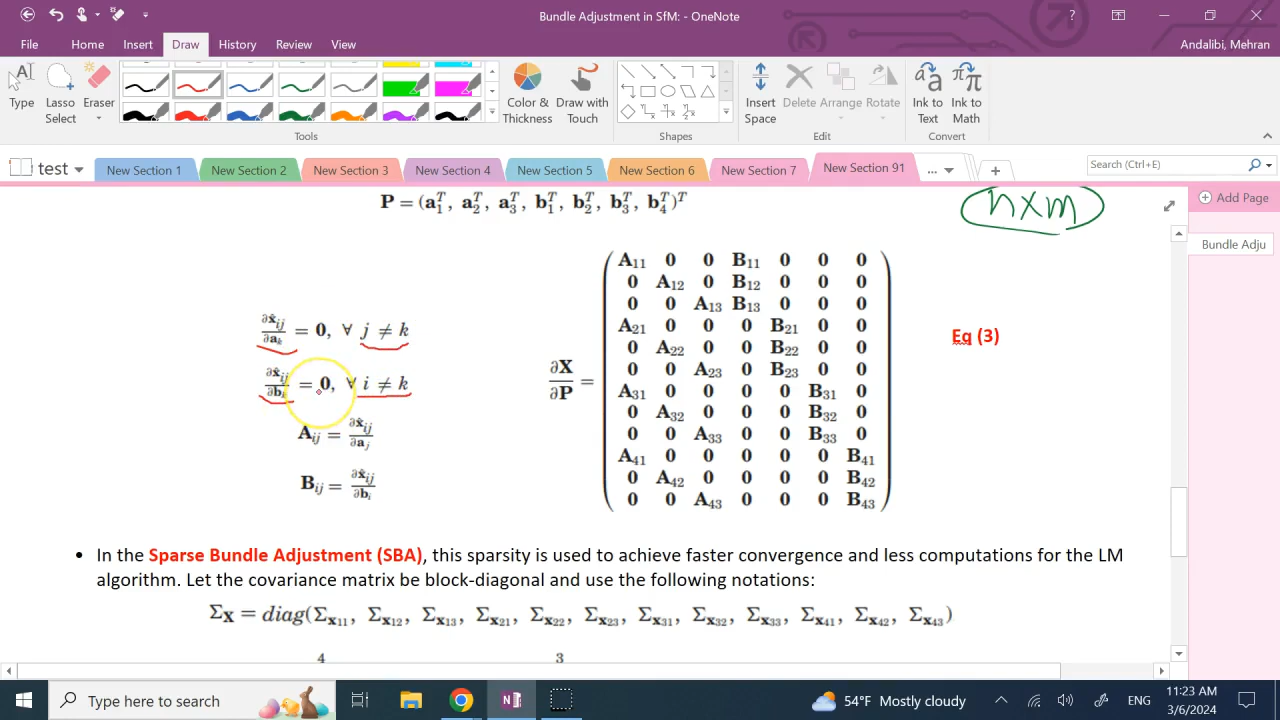 Bundle Adjustment in SfM: - OneNote
?
File Home Insert Draw History Review View
Andalibi, Mehran
Type
Lasso Select
Eraser
Color & Thickness
Draw with Touch
Insert Space
Delete
Arrange
Rotate
Ink to Text
Ink to Math
Tools
Shapes
Edit
Convert
test
New Section 1 New Section 2 New Section 3 New Section 4 New Section 5 New Section 6 New Section 7 New Section 91 ... +
Search (Ctrl+E)
Add Page
Bundle Adju
P = (a₁ᵀ, a₂ᵀ, a₃ᵀ, b₁ᵀ, b₂ᵀ, b₃ᵀ, b₄ᵀ)ᵀ
n×m
∂x̂ij/∂ak = 0, ∀ j ≠ k
∂x̂ij/∂bk = 0, ∀ i ≠ k
Aij = ∂x̂ij/∂aj
Bij = ∂x̂ij/∂bi
∂X/∂P =
A11 0 0 B11 0 0 0
0 A12 0 B12 0 0 0
0 0 A13 B13 0 0 0
A21 0 0 0 B21 0 0
0 A22 0 0 B22 0 0
0 0 A23 0 B23 0 0
A31 0 0 0 0 B31 0
0 A32 0 0 0 B32 0
0 0 A33 0 0 B33 0
A41 0 0 0 0 0 B41
0 A42 0 0 0 0 B42
0 0 A43 0 0 0 B43
Eq (3)
• In the Sparse Bundle Adjustment (SBA), this sparsity is used to achieve faster convergence and less computations for the LM
algorithm. Let the covariance matrix be block-diagonal and use the following notations:
ΣX = diag(Σx11, Σx12, Σx13, Σx21, Σx22, Σx23, Σx31, Σx32, Σx33, Σx41, Σx42, Σx43)
4 3
Type here to search
54°F Mostly cloudy
ENG
11:23 AM
3/6/2024